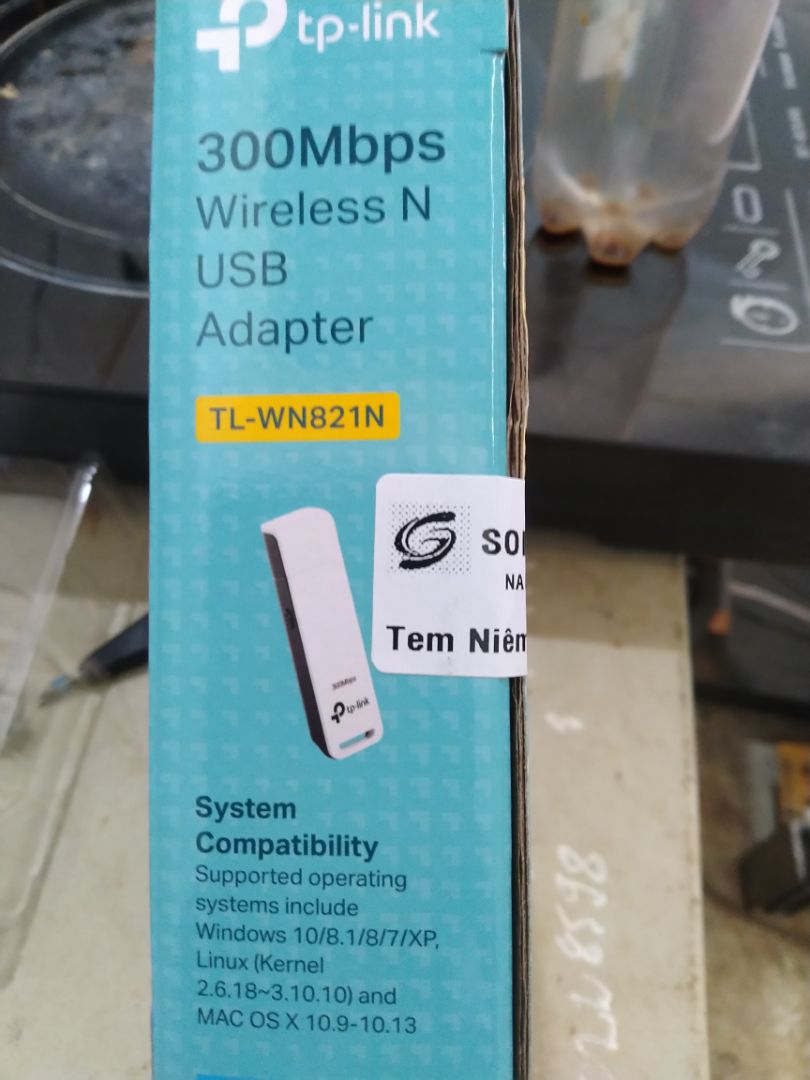 tp-link
300Mbps
Wireless N
USB
Adapter
TL-WN821N
Tem
300Mbps
tp-link
System
Compatibility
Supported operating
systems include
Windows 10/8.1/8/7/XP,
Linux (Kernel
2.6.18~3.10.10) and
MAC OS X 10.9-10.13